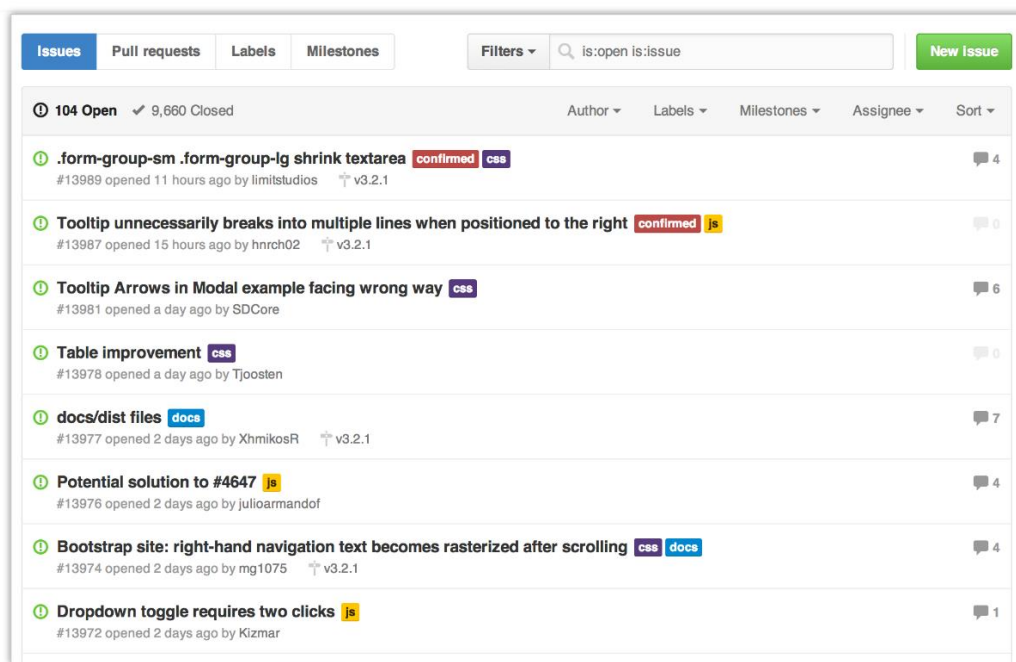 Issues Pull requests Labels Milestones Filters is:open is:issue New Issue
104 Open 9,660 Closed Author Labels Milestones Assignee Sort
.form-group-sm .form-group-lg shrink textarea confirmed css 4
#13989 opened 11 hours ago by limitstudios v3.2.1
Tooltip unnecessarily breaks into multiple lines when positioned to the right confirmed js 0
#13987 opened 15 hours ago by hnrch02 v3.2.1
Tooltip Arrows in Modal example facing wrong way css 6
#13981 opened a day ago by SDCore
Table improvement css 0
#13978 opened a day ago by Tjoosten
docs/dist files docs 7
#13977 opened 2 days ago by XhmikosR v3.2.1
Potential solution to #4647 js 4
#13976 opened 2 days ago by julioarmandof
Bootstrap site: right-hand navigation text becomes rasterized after scrolling css docs 4
#13974 opened 2 days ago by mg1075 v3.2.1
Dropdown toggle requires two clicks js 1
#13972 opened 2 days ago by Kizmar